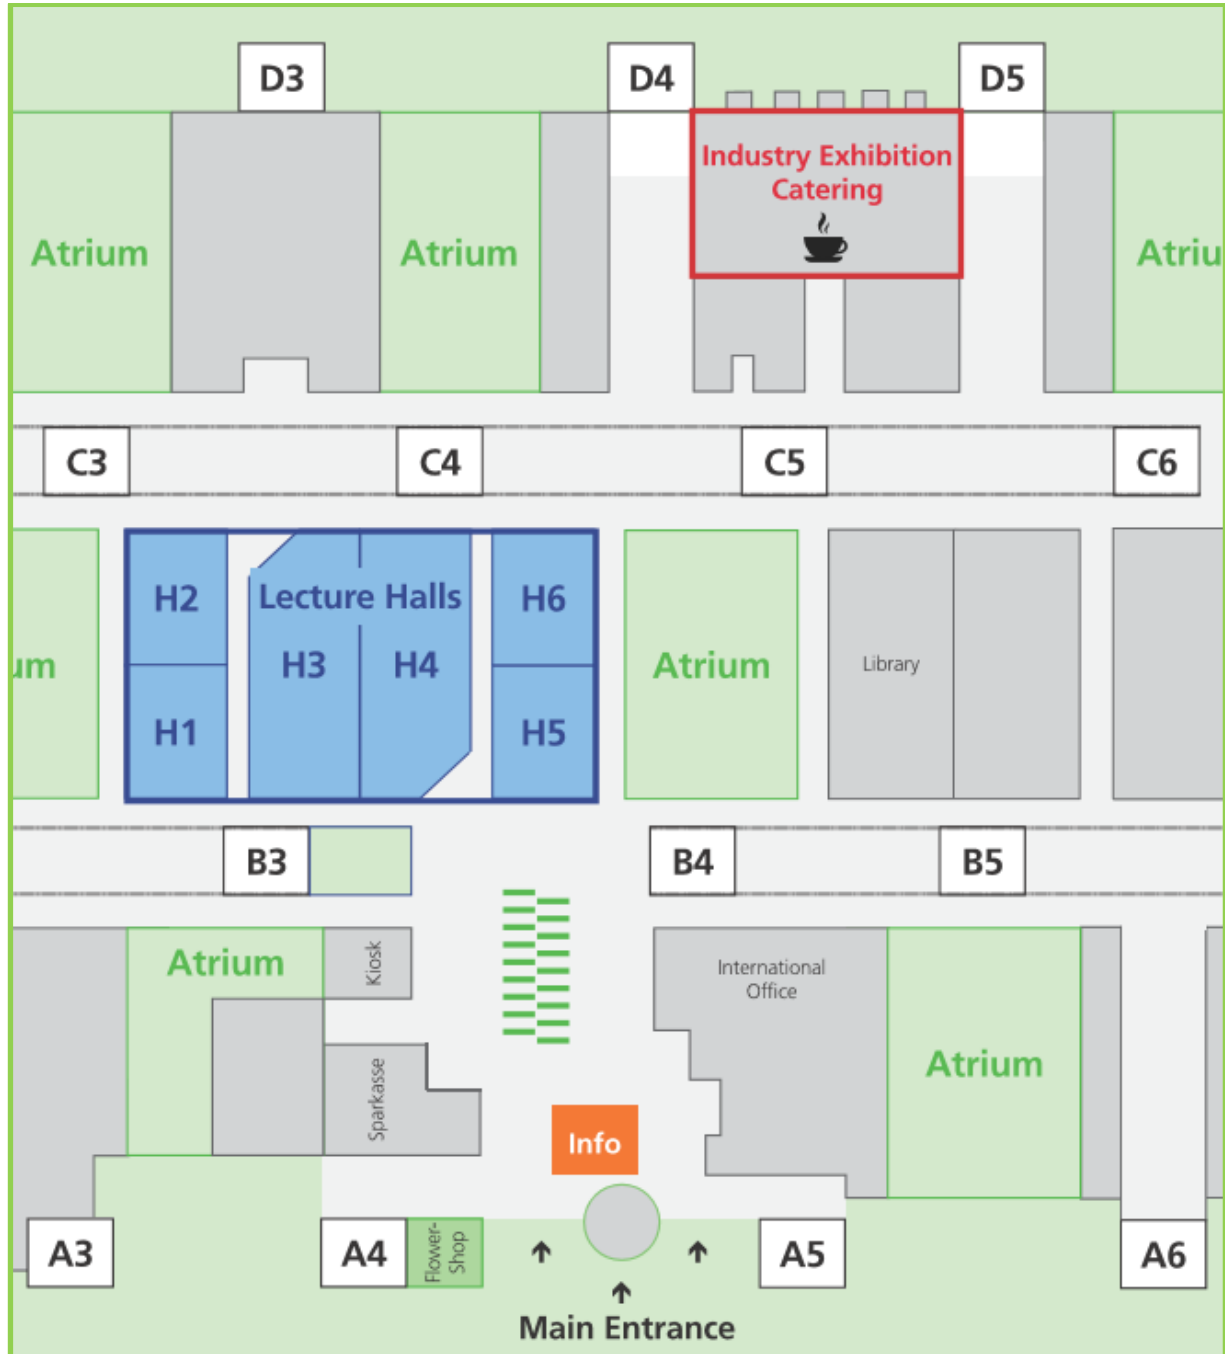 D3
D4
D5
Industry Exhibition
Catering
Atrium
Atrium
Atriu
C3
C4
C5
C6
H2
Lecture Halls
H6
um
H3
H4
Atrium
Library
H1
H5
B3
B4
B5
Atrium
Kiosk
International
Office
Sparkasse
Atrium
Info
A3
A4
Flower-
Shop
A5
A6
Main Entrance